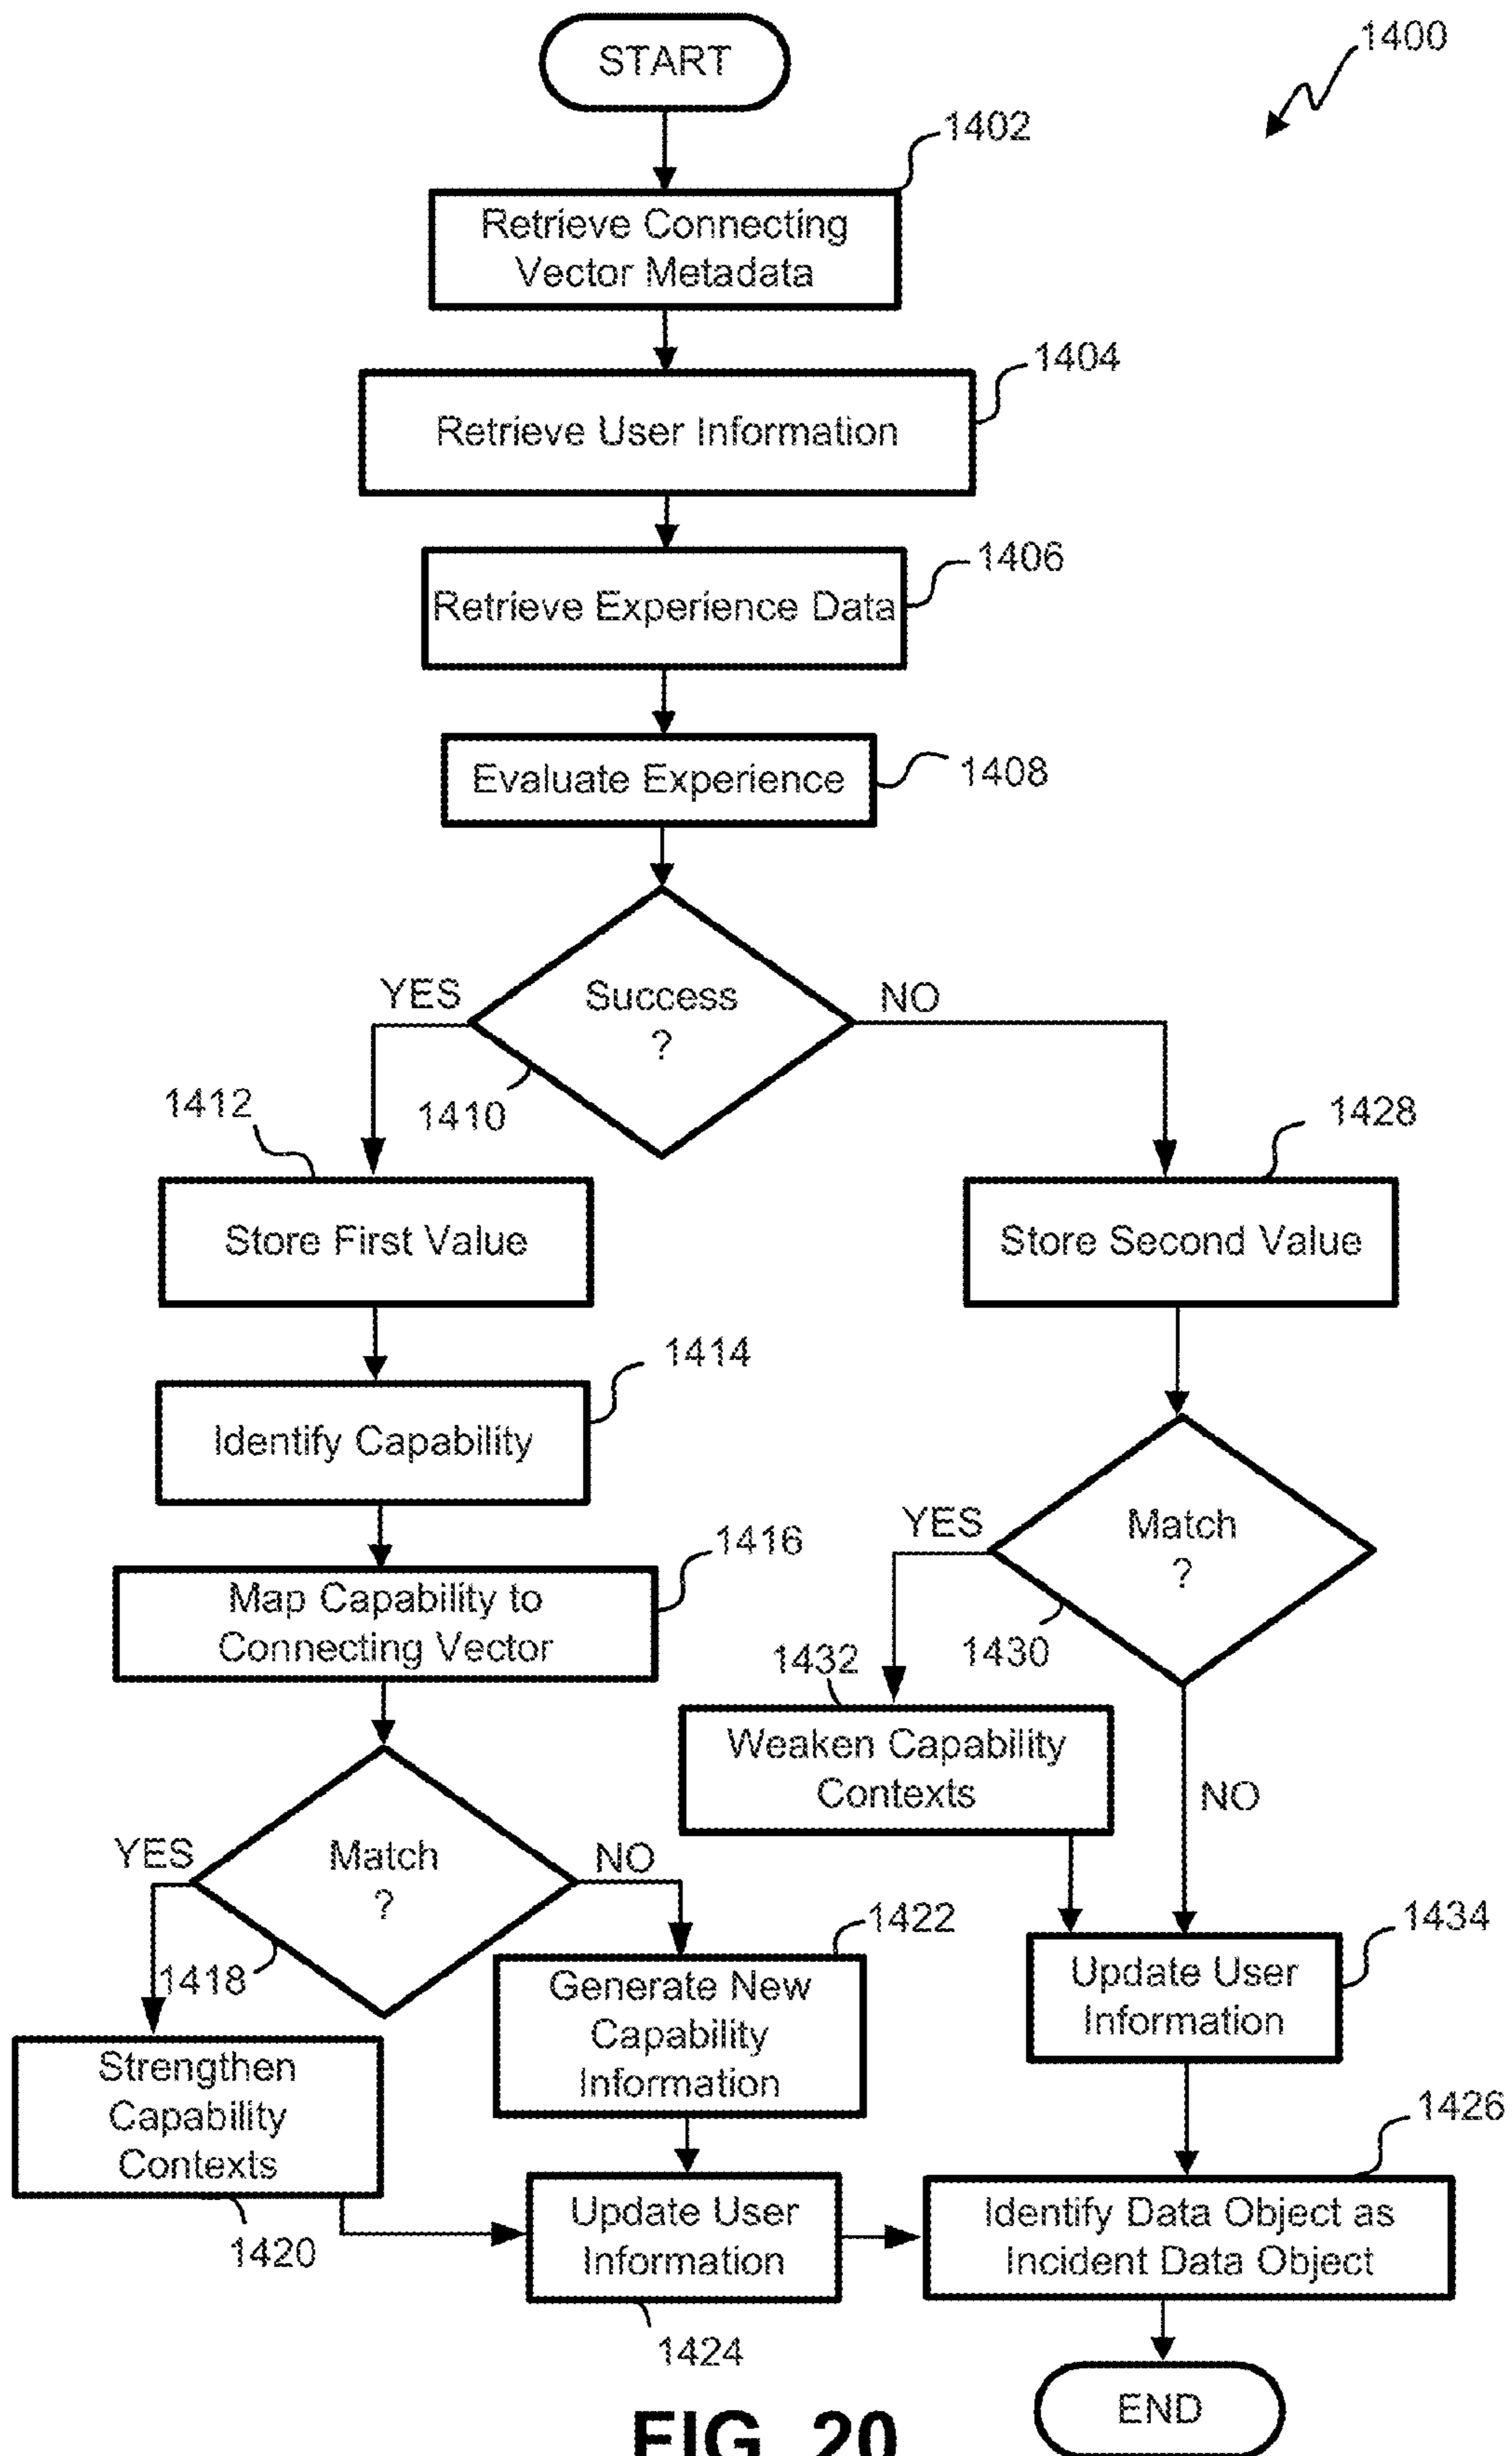 START
1400
1402
Retrieve Connecting
Vector Metadata
1404
Retrieve User Information
1406
Retrieve Experience Data
Evaluate Experience
1408
YES
Success
?
NO
1410
1412
1428
Store First Value
Store Second Value
1414
Identify Capability
YES
Match
?
1416
Map Capability to
Connecting Vector
1430
1432
Weaken Capability
Contexts
NO
YES
Match
?
NO
1418
1422
1434
Generate New
Capability
Information
Update User
Information
Strengthen
Capability
Contexts
1420
1426
Update User
Information
Identify Data Object as
Incident Data Object
1424
END
FIG. 20